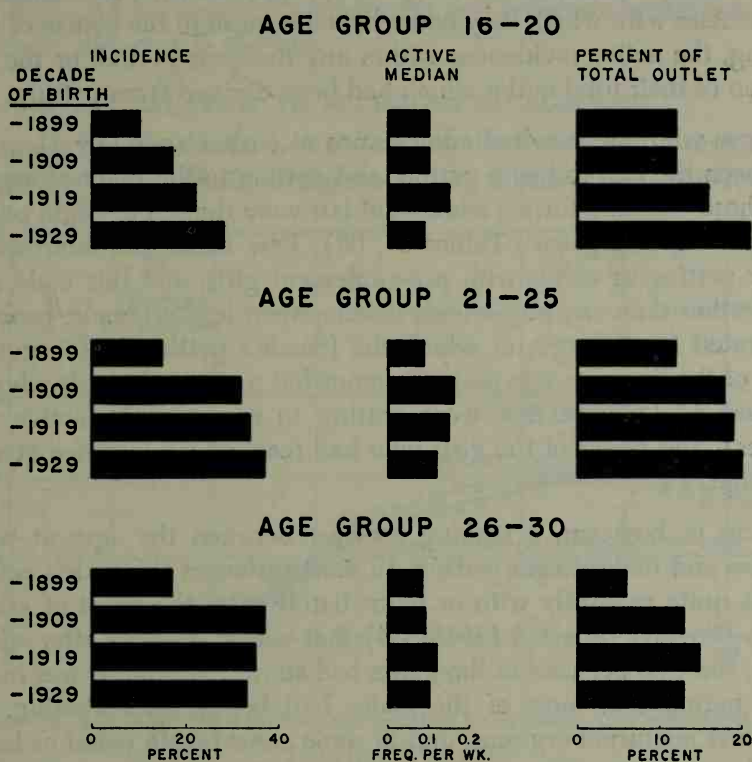 AGE GROUP 16-20
INCIDENCE ACTIVE MEDIAN PERCENT OF TOTAL OUTLET
DECADE OF BIRTH
-1899
-1909
-1919
-1929
AGE GROUP 21-25
-1899
-1909
-1919
-1929
AGE GROUP 26-30
-1899
-1909
-1919
-1929
0 20 40 0 0.1 0.2 0 10 20
PERCENT FREQ. PER WK. PERCENT